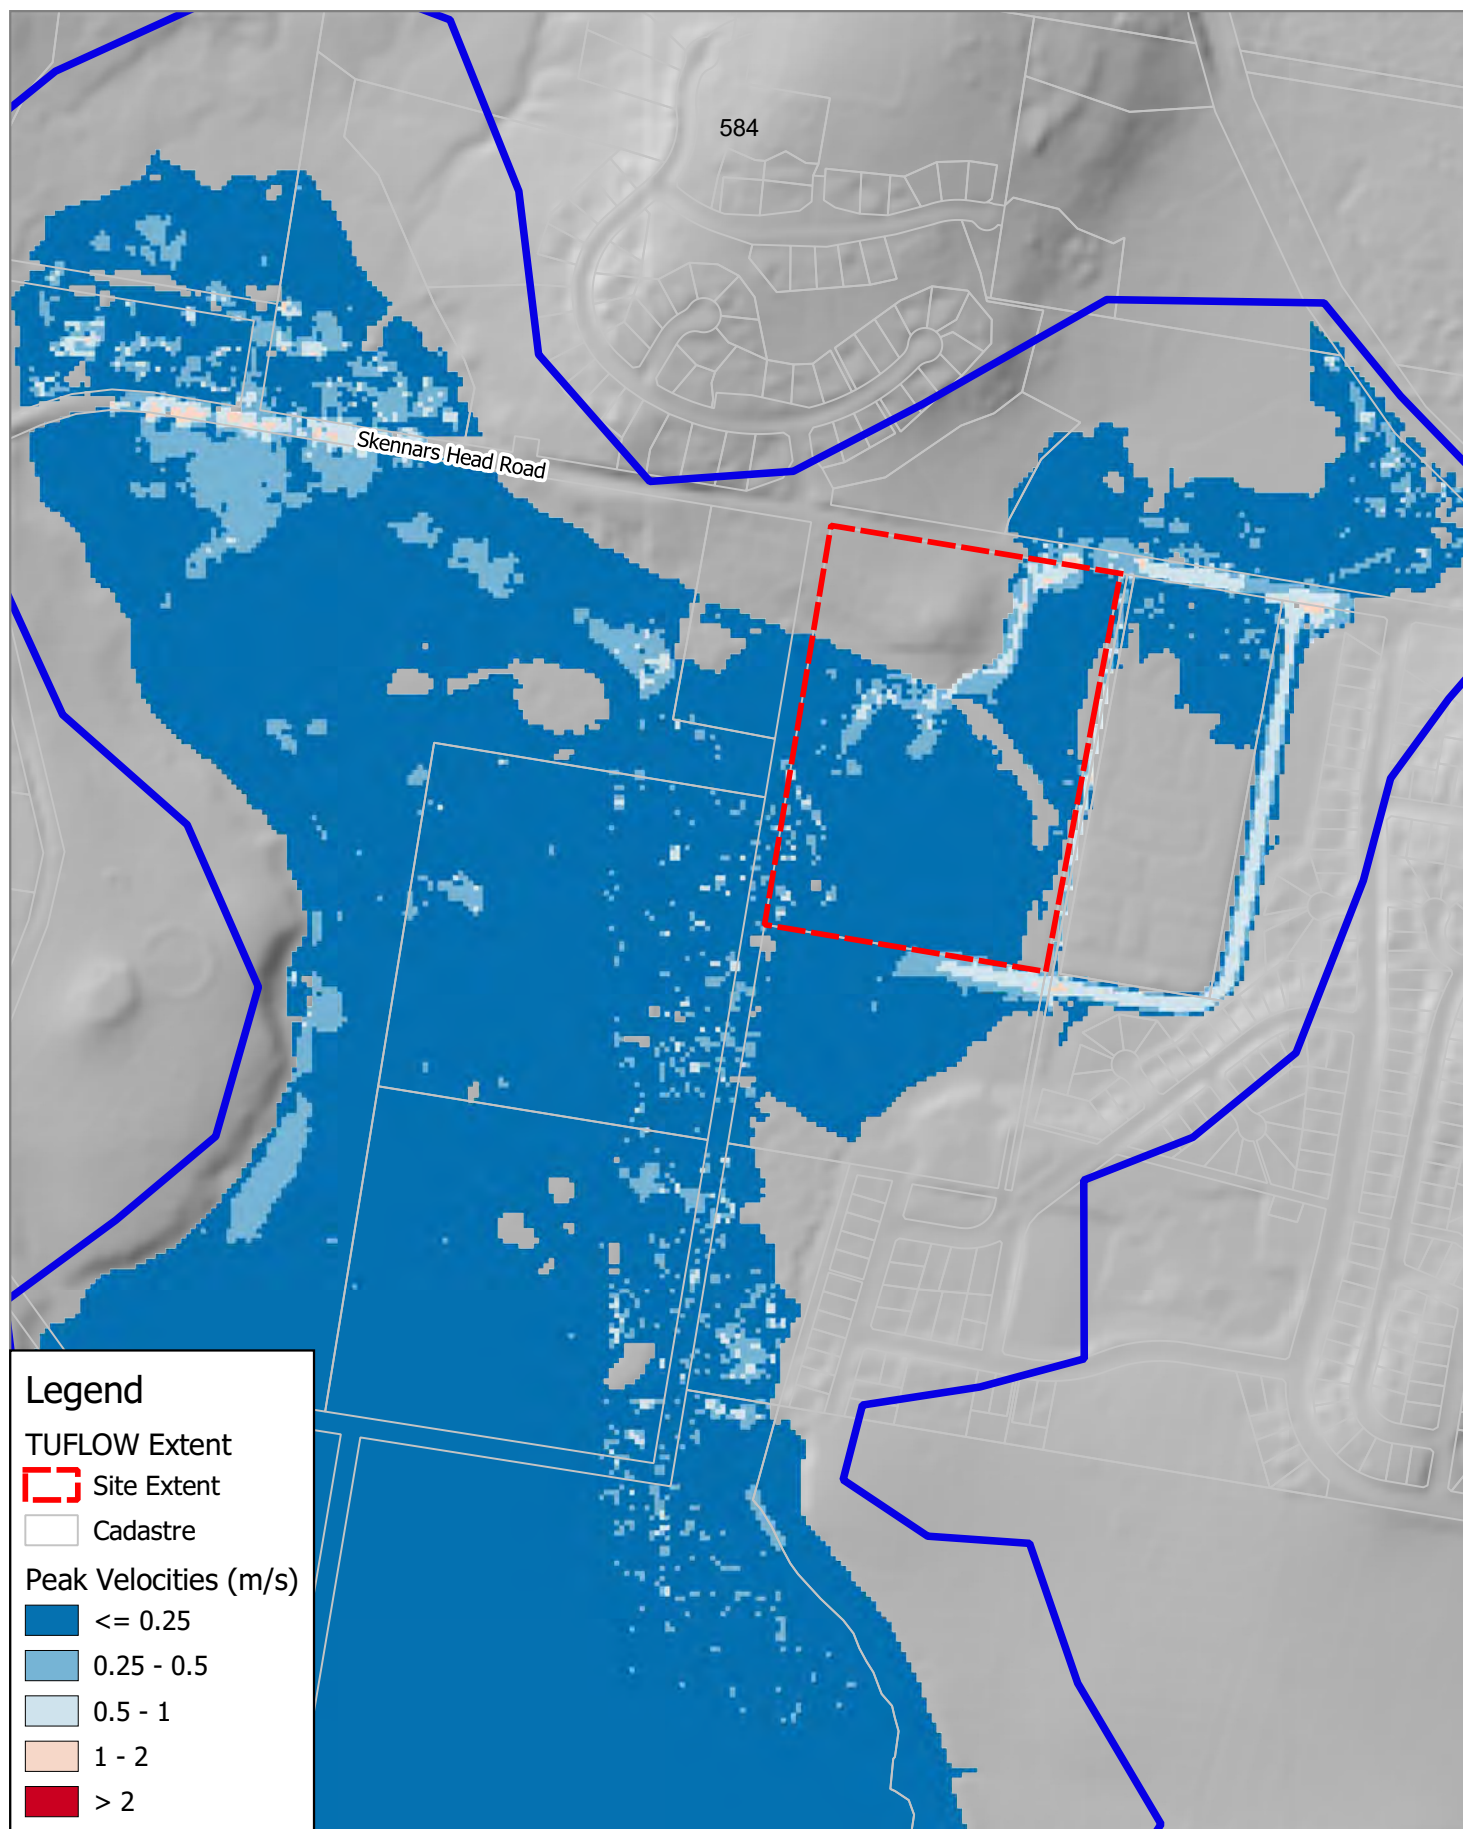 584
Skennars Head Road
Legend
TUFLOW Extent
Site Extent
Cadastre
Peak Velocities (m/s)
<= 0.25
0.25 - 0.5
0.5 - 1
1 - 2
> 2